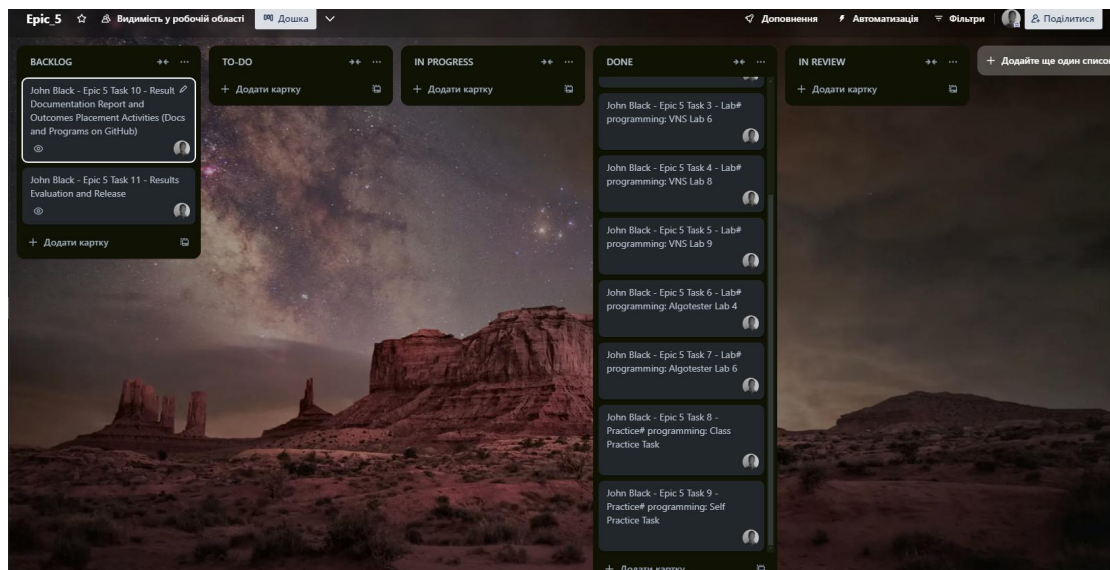 Epic_5
Видимість у робочій області
Дошка
Доповнення
Автоматизація
Фільтри
Поділитися
BACKLOG
John Black - Epic 5 Task 10 - Result
Documentation Report and
Outcomes Placement Activities (Docs
and Programs on GitHub)
John Black - Epic 5 Task 11 - Results
Evaluation and Release
+ Додати картку
TO-DO
+ Додати картку
IN PROGRESS
+ Додати картку
DONE
John Black - Epic 5 Task 3 - Lab#
programming: VNS Lab 6
John Black - Epic 5 Task 4 - Lab#
programming: VNS Lab 8
John Black - Epic 5 Task 5 - Lab#
programming: VNS Lab 9
John Black - Epic 5 Task 6 - Lab#
programming: Algotester Lab 4
John Black - Epic 5 Task 7 - Lab#
programming: Algotester Lab 6
John Black - Epic 5 Task 8 -
Practice# programming: Class
Practice Task
John Black - Epic 5 Task 9 -
Practice# programming: Self
Practice Task
+ Додати картку
IN REVIEW
+ Додати картку
+ Додайте ще один список